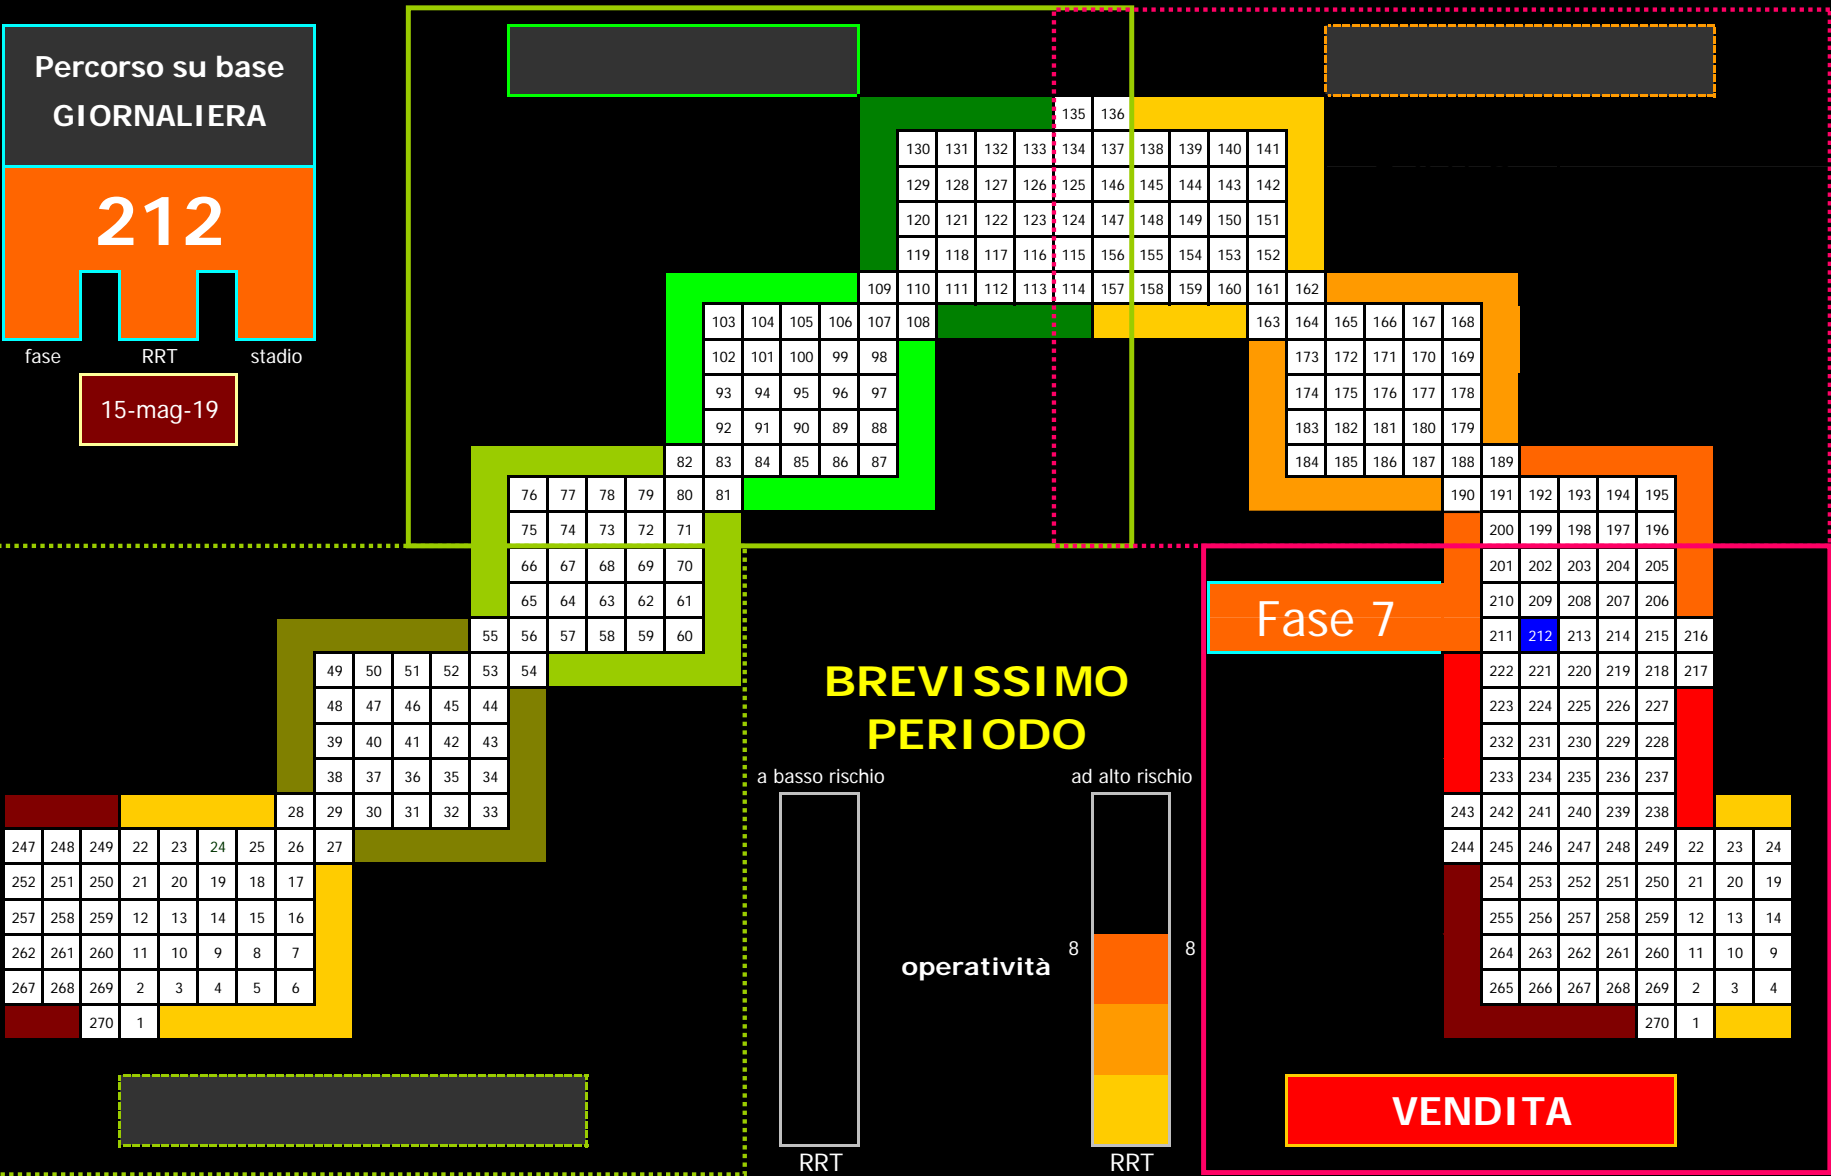 Percorso su base
GIORNALIERA
212
fase RRT stadio
15-mag-19
135 136
130 131 132 133 134 137 138 139 140 141
129 128 127 126 125 146 145 144 143 142
120 121 122 123 124 147 148 149 150 151
119 118 117 116 115 156 155 154 153 152
109 110 111 112 113 114 157 158 159 160 161 162
103 104 105 106 107 108 163 164 165 166 167 168
102 101 100 99 98 173 172 171 170 169
93 94 95 96 97 174 175 176 177 178
92 91 90 89 88 183 182 181 180 179
82 83 84 85 86 87 184 185 186 187 188 189
76 77 78 79 80 81 190 191 192 193 194 195
75 74 73 72 71 200 199 198 197 196
66 67 68 69 70 201 202 203 204 205
65 64 63 62 61 210 209 208 207 206
Fase 7
55 56 57 58 59 60 211 212 213 214 215 216
49 50 51 52 53 54 222 221 220 219 218 217
BREVISSIMO
PERIODO
48 47 46 45 44 223 224 225 226 227
39 40 41 42 43 232 231 230 229 228
38 37 36 35 34 233 234 235 236 237
a basso rischio ad alto rischio
28 29 30 31 32 33 243 242 241 240 239 238
247 248 249 22 23 24 25 26 27 244 245 246 247 248 249 22 23 24
252 251 250 21 20 19 18 17 254 253 252 251 250 21 20 19
257 258 259 12 13 14 15 16 255 256 257 258 259 12 13 14
262 261 260 11 10 9 8 7 8 8 264 263 262 261 260 11 10 9
operatività
267 268 269 2 3 4 5 6 265 266 267 268 269 2 3 4
270 1 270 1
VENDITA
RRT RRT